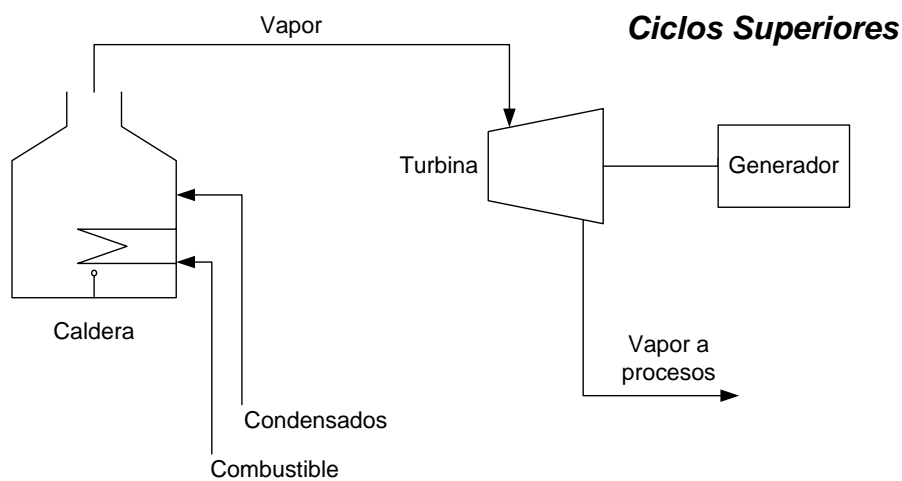 Vapor
Ciclos Superiores
Turbina
Generador
Caldera
Vapor a
procesos
Condensados
Combustible